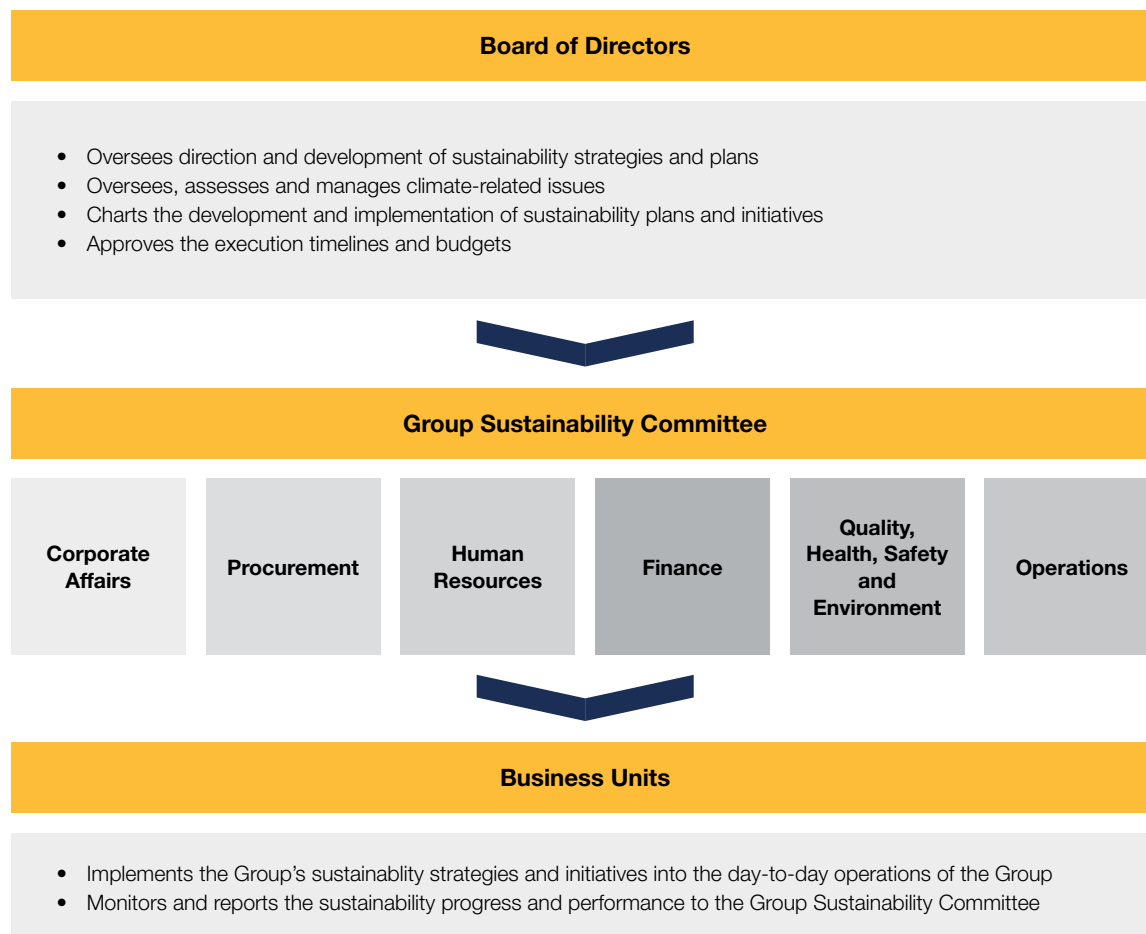 Board of Directors
• Oversees direction and development of sustainability strategies and plans
• Oversees, assesses and manages climate-related issues
• Charts the development and implementation of sustainability plans and initiatives
• Approves the execution timelines and budgets
Group Sustainability Committee
Corporate
Affairs
Procurement
Human
Resources
Finance
Quality,
Health, Safety
and
Environment
Operations
Business Units
• Implements the Group’s sustainablity strategies and initiatives into the day-to-day operations of the Group
• Monitors and reports the sustainability progress and performance to the Group Sustainability Committee